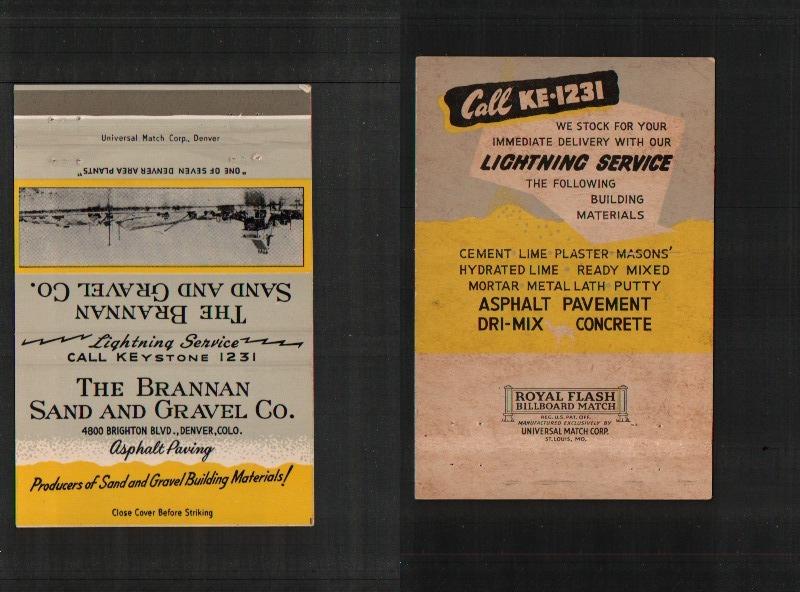 Universal Match Corp., Denver
"ONE OF SEVEN DENVER AREA PLANTS"
THE BRANNAN
SAND AND GRAVEL CO.
Lightning Service
CALL KEYSTONE 1231
THE BRANNAN
SAND AND GRAVEL CO.
4800 BRIGHTON BLVD., DENVER, COLO.
Asphalt Paving
Producers of Sand and Gravel Building Materials!
Close Cover Before Striking
Call KE·1231
WE STOCK FOR YOUR
IMMEDIATE DELIVERY WITH OUR
LIGHTNING SERVICE
THE FOLLOWING
BUILDING
MATERIALS
CEMENT LIME PLASTER MASONS'
HYDRATED LIME READY MIXED
MORTAR METAL LATH PUTTY
ASPHALT PAVEMENT
DRI-MIX CONCRETE
ROYAL FLASH
BILLBOARD MATCH
REG. U.S. PAT. OFF.
MANUFACTURED EXCLUSIVELY BY
UNIVERSAL MATCH CORP.
ST. LOUIS, MO.